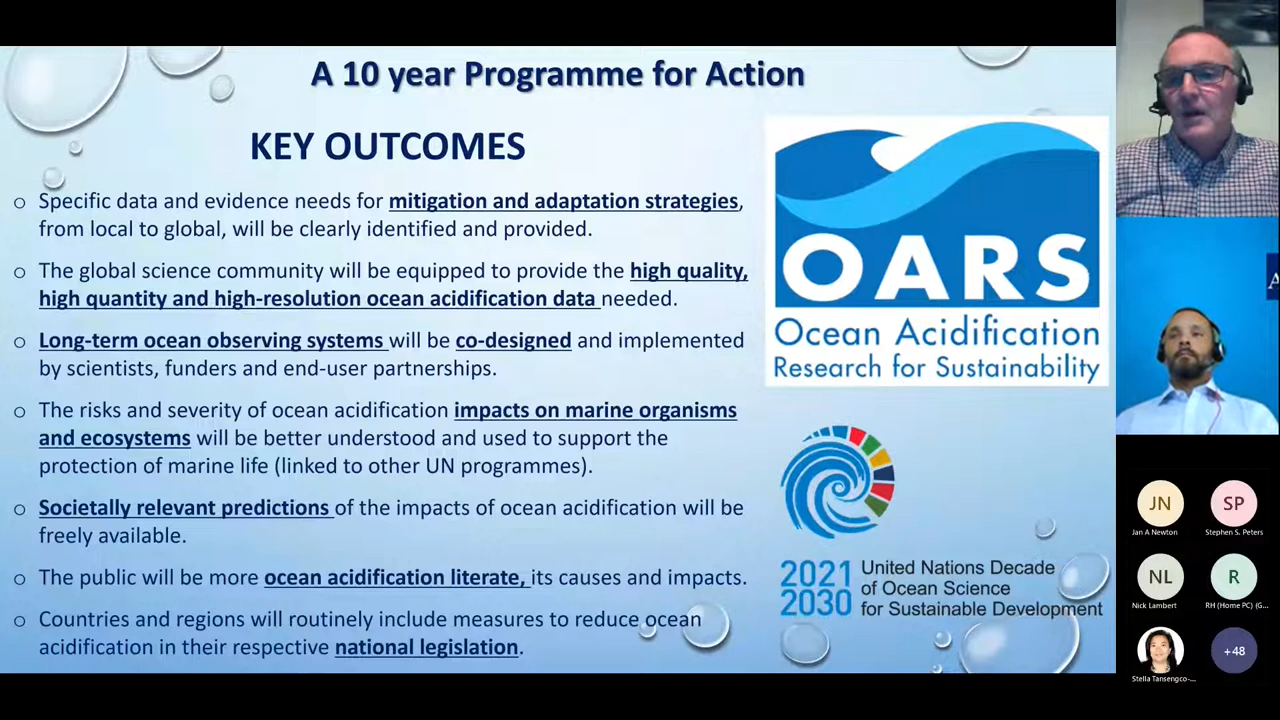 A 10 year Programme for Action
KEY OUTCOMES
o Specific data and evidence needs for mitigation and adaptation strategies,
from local to global, will be clearly identified and provided.
o The global science community will be equipped to provide the high quality,
high quantity and high-resolution ocean acidification data needed.
o Long-term ocean observing systems will be co-designed and implemented
by scientists, funders and end-user partnerships.
o The risks and severity of ocean acidification impacts on marine organisms
and ecosystems will be better understood and used to support the
protection of marine life (linked to other UN programmes).
o Societally relevant predictions of the impacts of ocean acidification will be
freely available.
o The public will be more ocean acidification literate, its causes and impacts.
o Countries and regions will routinely include measures to reduce ocean
acidification in their respective national legislation.
OARS
Ocean Acidification
Research for Sustainability
2021
2030
United Nations Decade
of Ocean Science
for Sustainable Development
A
JN
Jan A Newton
SP
Stephen S. Peters
NL
Nick Lambert
R
RH (Home PC) (G...
Stella Tansengco-...
+48